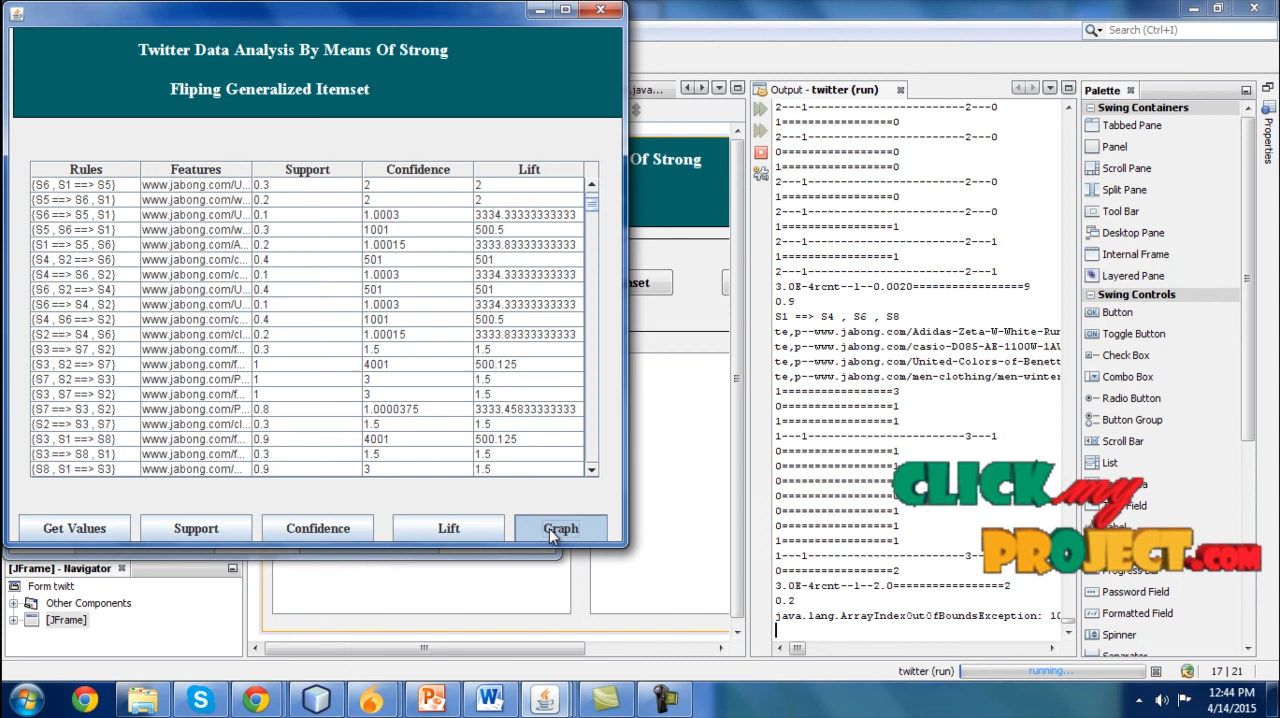 Twitter Data Analysis By Means Of Strong
Fliping Generalized Itemset
Rules Features Support Confidence Lift
{S6 , S1 ==> S5} www.jabong.com/U... 0.3 2 2
{S5 ==> S6 , S1} www.jabong.com/w... 0.2 2 2
{S6 ==> S5 , S1} www.jabong.com/U... 0.1 1.0003 3334.33333333333
{S5 , S6 ==> S1} www.jabong.com/w... 0.3 1001 500.5
{S1 ==> S5 , S6} www.jabong.com/A... 0.2 1.00015 3333.83333333333
{S4 , S2 ==> S6} www.jabong.com/c... 0.4 501 501
{S4 ==> S6 , S2} www.jabong.com/c... 0.1 1.0003 3334.33333333333
{S6 , S2 ==> S4} www.jabong.com/U... 0.4 501 501
{S6 ==> S4 , S2} www.jabong.com/U... 0.1 1.0003 3334.33333333333
{S4 , S6 ==> S2} www.jabong.com/c... 0.4 1001 500.5
{S2 ==> S4 , S6} www.jabong.com/cl... 0.2 1.00015 3333.83333333333
{S3 ==> S7 , S2} www.jabong.com/f... 0.3 1.5 1.5
{S3 , S2 ==> S7} www.jabong.com/f... 1 4001 500.125
{S7 , S2 ==> S3} www.jabong.com/P... 1 3 1.5
{S3 , S7 ==> S2} www.jabong.com/f... 1 3 1.5
{S7 ==> S3 , S2} www.jabong.com/P... 0.8 1.0000375 3333.45833333333
{S2 ==> S3 , S7} www.jabong.com/cl... 0.3 1.5 1.5
{S3 , S1 ==> S8} www.jabong.com/f... 0.9 4001 500.125
{S3 ==> S8 , S1} www.jabong.com/f... 0.3 1.5 1.5
{S8 , S1 ==> S3} www.jabong.com/... 0.9 3 1.5
Get Values Support Confidence Lift Graph
[JFrame] - Navigator
Form twitt
Other Components
[JFrame]
.java...
Of Strong
Output - twitter (run)
2---1-------------------------2---0
1=================0
2---1-------------------------2---0
0=================1
1=================0
2---1-------------------------2---0
1=================0
2---1-------------------------2---0
1=================1
2---1-------------------------2---1
1=================0
2---1-------------------------2---1
3.0E-4rcnt--1--0.0020=================9
0.9
S1 ==> S4 , S6 , S8
te,p--www.jabong.com/Adidas-Zeta-W-White-Run
te,p--www.jabong.com/casio-D085-AE-1100W-1AV
te,p--www.jabong.com/United-Colors-of-Benett
te,p--www.jabong.com/men-clothing/men-winter
1=================3
0=================1
0=================1
1---1-------------------------3---1
0=================1
0=================2
3.0E-4rcnt--1--2.0=================2
0.2
java.lang.ArrayIndexOutOfBoundsException: 10
twitter (run)
running...
17 | 21
Search (Ctrl+I)
Palette
Swing Containers
Tabbed Pane
Panel
Scroll Pane
Split Pane
Tool Bar
Desktop Pane
Internal Frame
Layered Pane
Swing Controls
Button
Toggle Button
Check Box
Combo Box
Radio Button
Button Group
Scroll Bar
List
Field
Password Field
Formatted Field
Spinner
Separator
Properties
CLICK my
PROJECT.COM
12:44 PM
4/14/2015